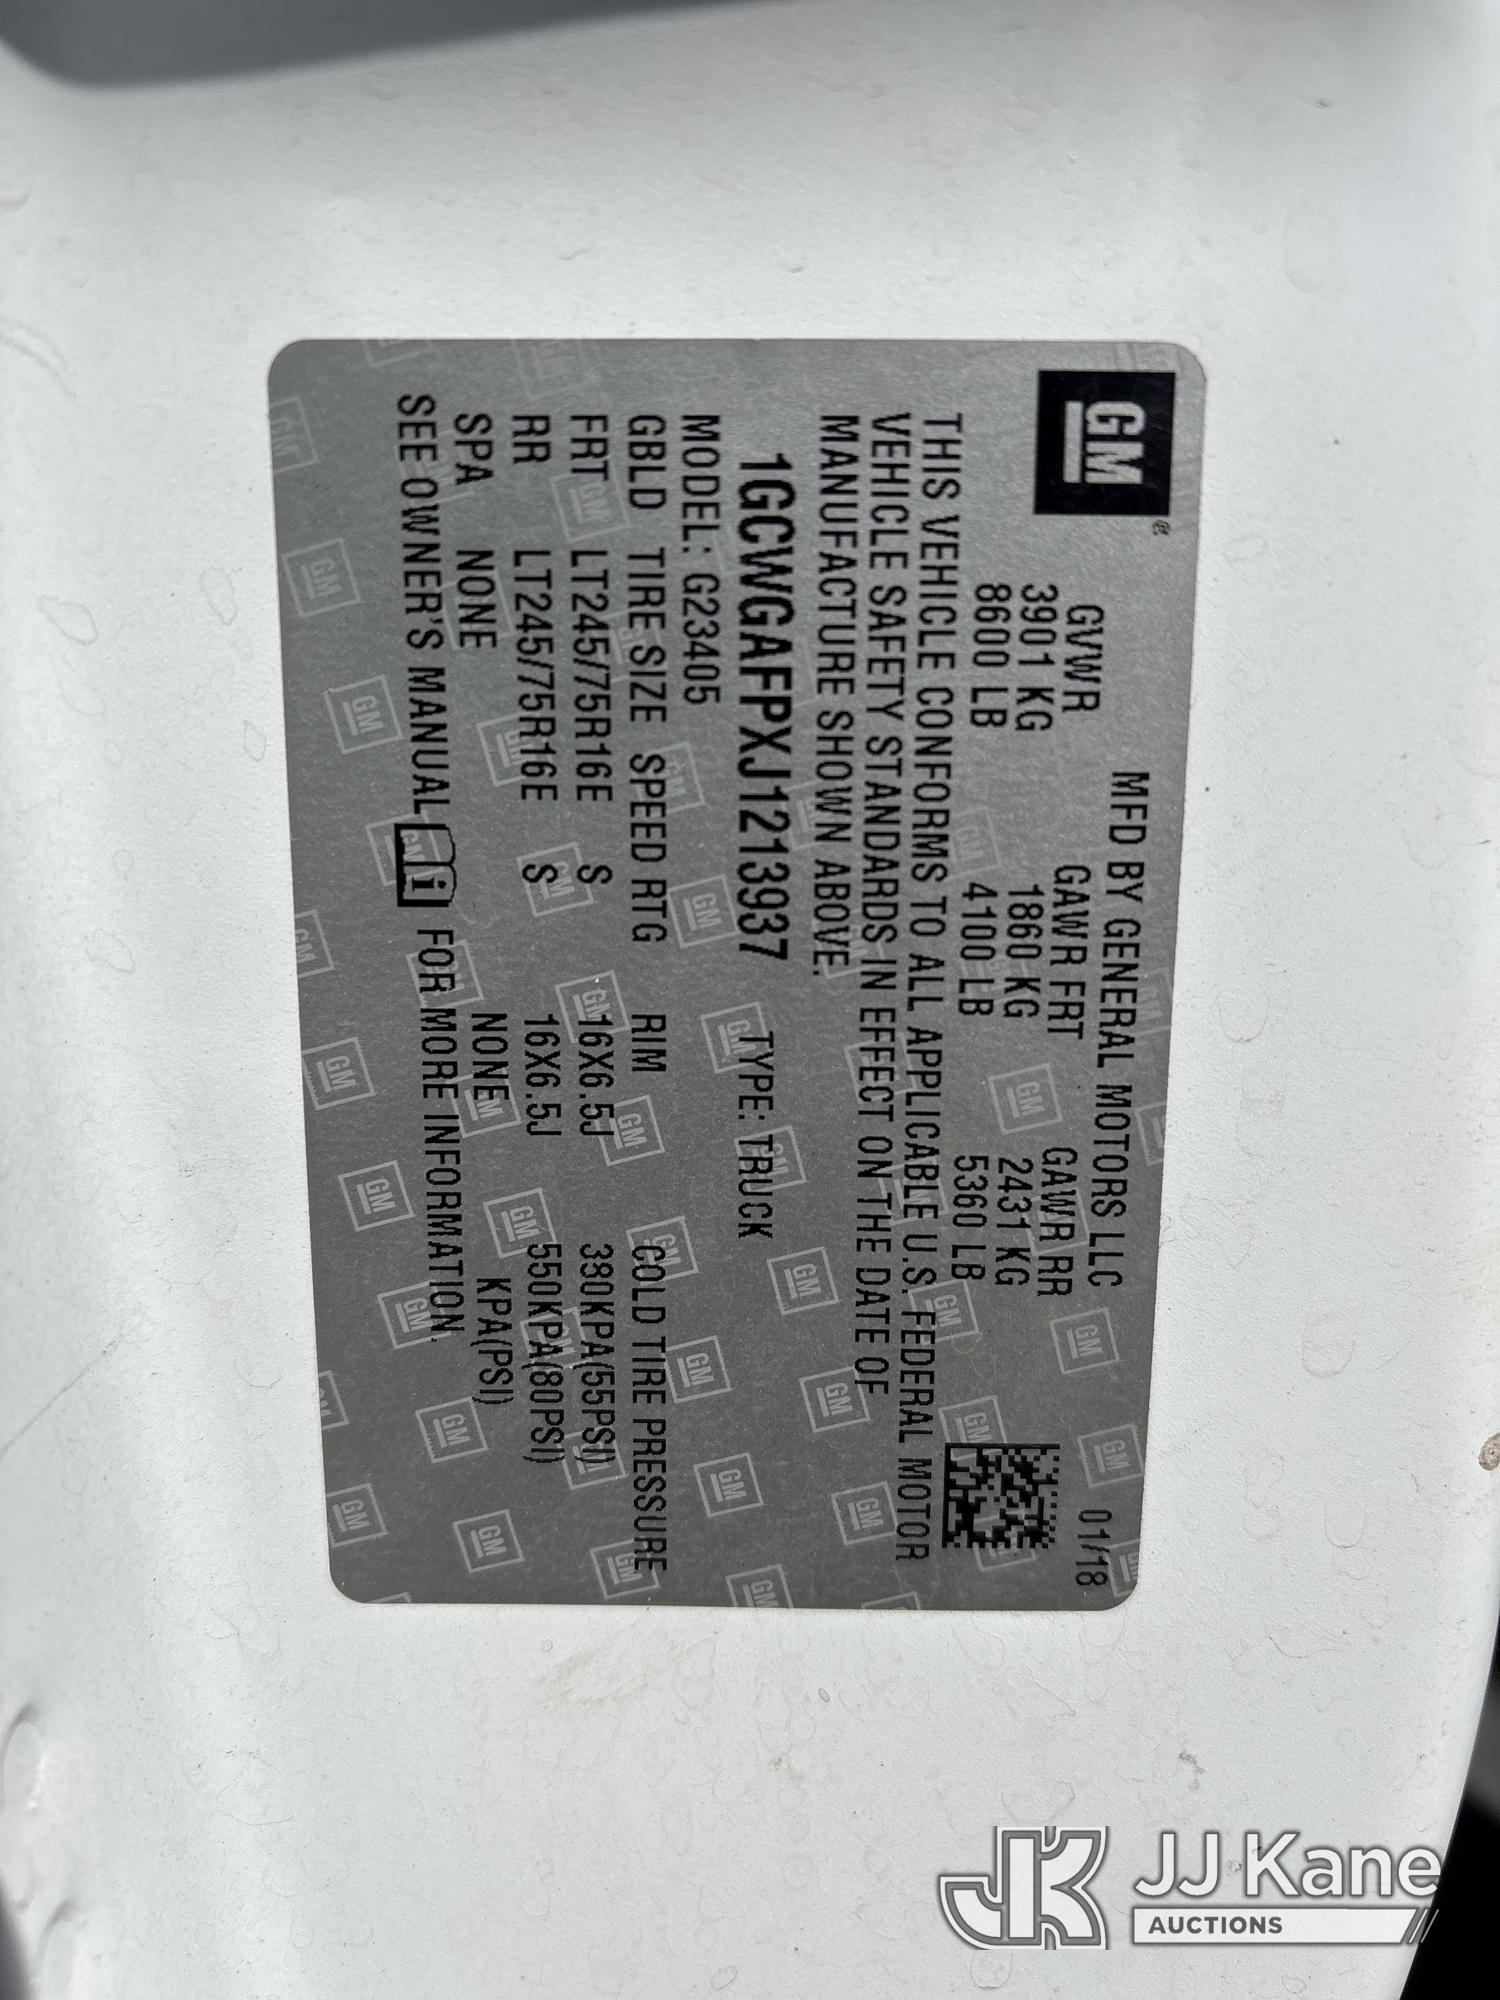 GM
®
MFD BY GENERAL MOTORS LLC 01/18
GVWR GAWR FRT GAWR RR
3901 KG 1860 KG 2431 KG
8600 LB 4100 LB 5360 LB
THIS VEHICLE CONFORMS TO ALL APPLICABLE U.S. FEDERAL MOTOR
VEHICLE SAFETY STANDARDS IN EFFECT ON THE DATE OF
MANUFACTURE SHOWN ABOVE.
1GCWGAFPXJ1213937 TYPE: TRUCK
MODEL: G23405
GBLD TIRE SIZE SPEED RTG RIM COLD TIRE PRESSURE
FRT LT245/75R16E S 16X6.5J 380KPA(55PSI)
RR LT245/75R16E S 16X6.5J 550KPA(80PSI)
SPA NONE NONE KPA(PSI)
SEE OWNER'S MANUAL i FOR MORE INFORMATION.
JK JJ Kane
AUCTIONS